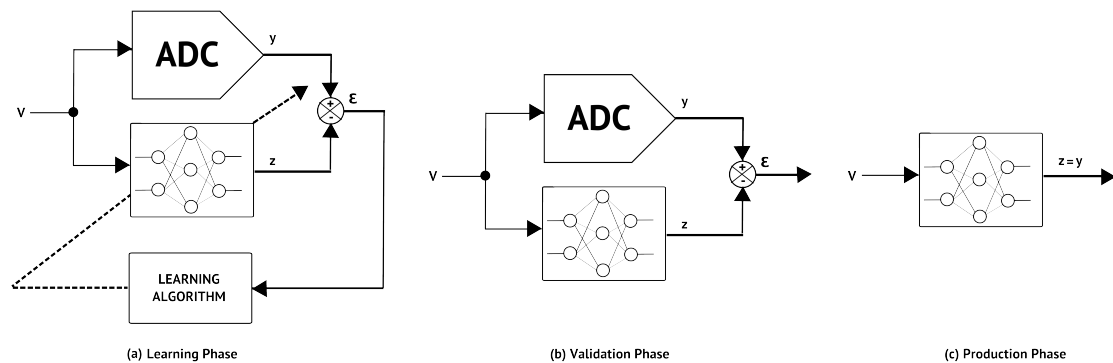 ADC
y
V
+
-
ε
z
LEARNING
ALGORITHM
(a) Learning Phase
ADC
y
V
+
-
ε
z
(b) Validation Phase
V
z = y
(c) Production Phase